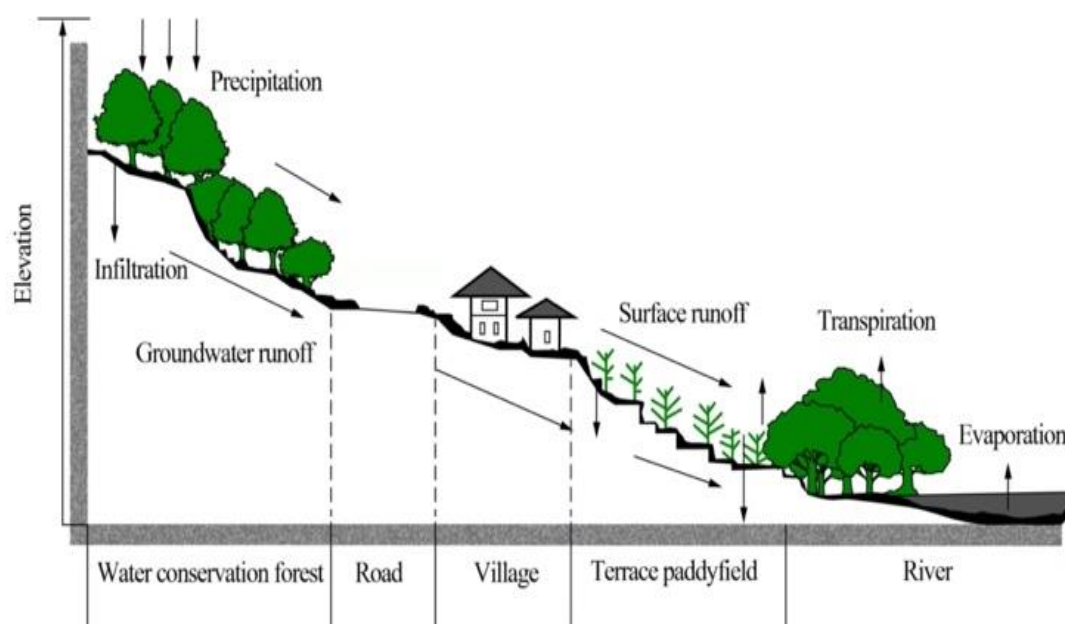 Precipitation
Elevation
Infiltration
Groundwater runoff
Surface runoff
Transpiration
Evaporation
Water conservation forest
Road
Village
Terrace paddyfield
River